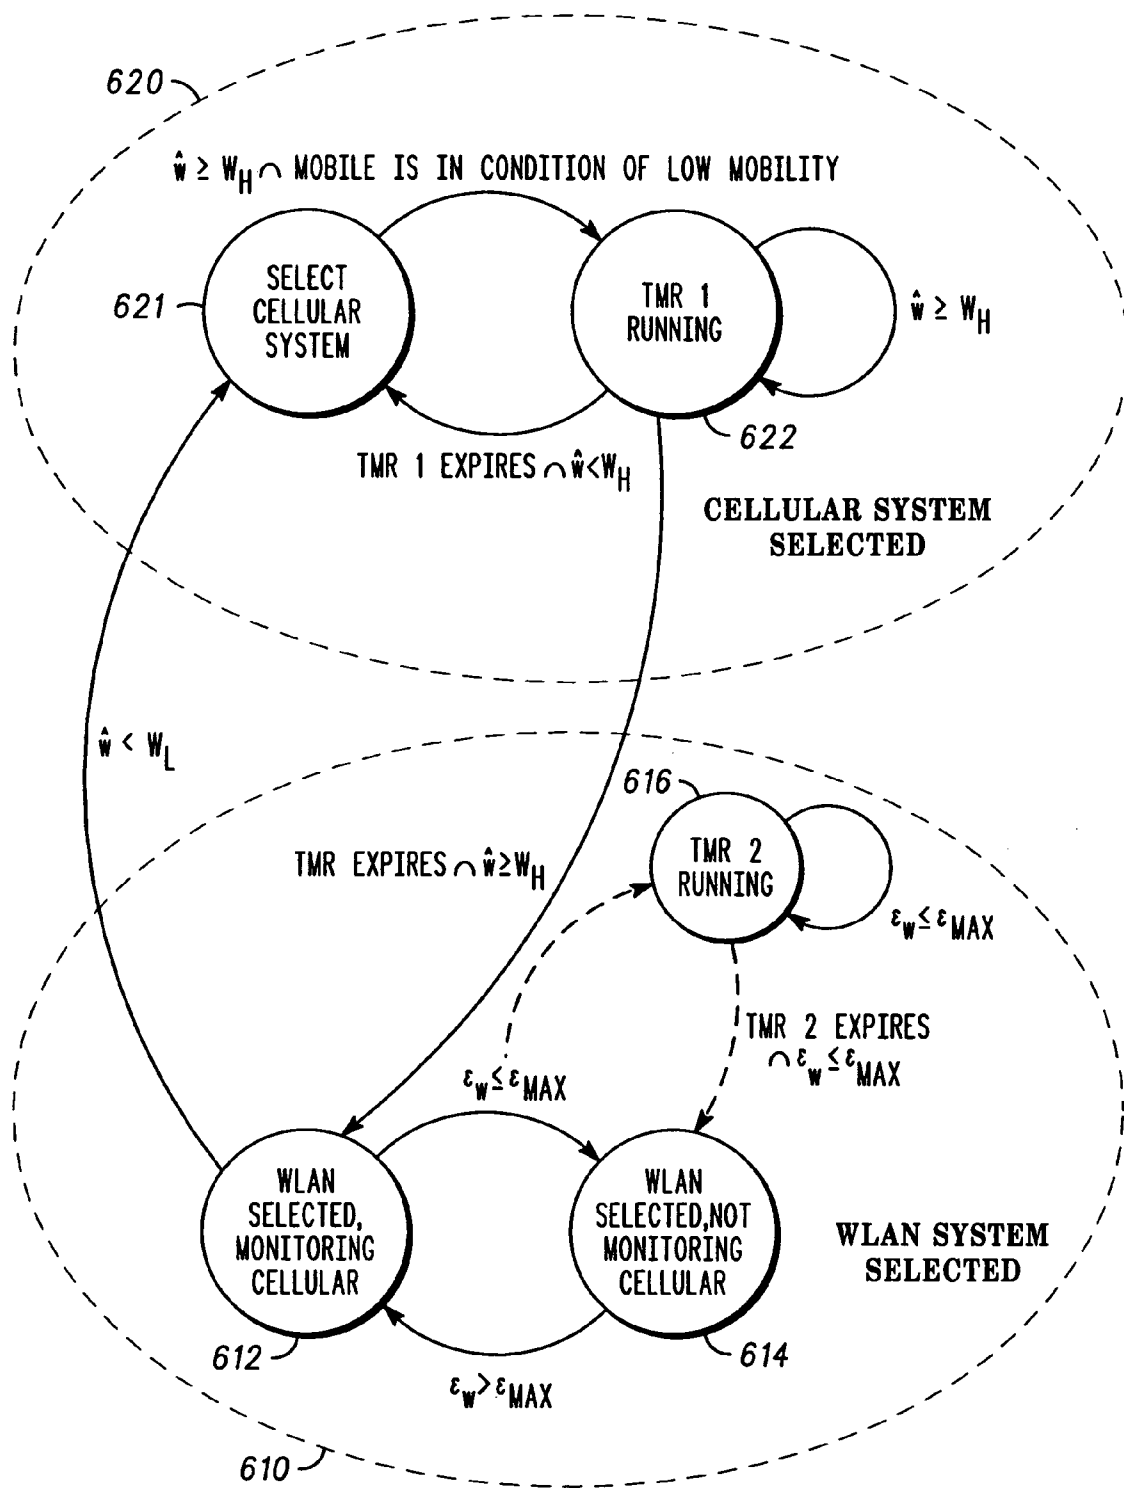 620
ŵ ≥ W_H ∩ MOBILE IS IN CONDITION OF LOW MOBILITY
SELECT
CELLULAR
SYSTEM
621
TMR 1
RUNNING
ŵ ≥ W_H
622
TMR 1 EXPIRES ∩ ŵ<W_H
CELLULAR SYSTEM
SELECTED
ŵ < W_L
616
TMR 2
RUNNING
TMR EXPIRES ∩ ŵ≥W_H
ε_w ≤ ε_MAX
TMR 2 EXPIRES
∩ ε_w ≤ ε_MAX
ε_w ≤ ε_MAX
WLAN
SELECTED,
MONITORING
CELLULAR
WLAN
SELECTED,NOT
MONITORING
CELLULAR
WLAN SYSTEM
SELECTED
612
614
ε_w > ε_MAX
610